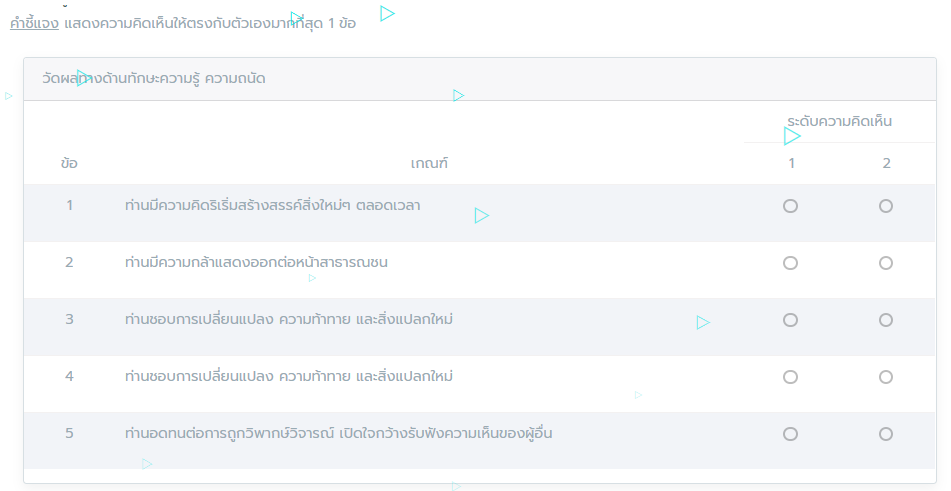 คำชี้แจง แสดงความคิดเห็นให้ตรงกับตัวเองมากที่สุด 1 ข้อ
วัดผลทางด้านทักษะความรู้ ความถนัด
ระดับความคิดเห็น
ข้อ เกณฑ์ 1 2
1 ท่านมีความคิดริเริ่มสร้างสรรค์สิ่งใหม่ๆ ตลอดเวลา
2 ท่านมีความกล้าแสดงออกต่อหน้าสาธารณชน
3 ท่านชอบการเปลี่ยนแปลง ความท้าทาย และสิ่งแปลกใหม่
4 ท่านชอบการเปลี่ยนแปลง ความท้าทาย และสิ่งแปลกใหม่
5 ท่านอดทนต่อการถูกวิพากษ์วิจารณ์ เปิดใจกว้างรับฟังความเห็นของผู้อื่น